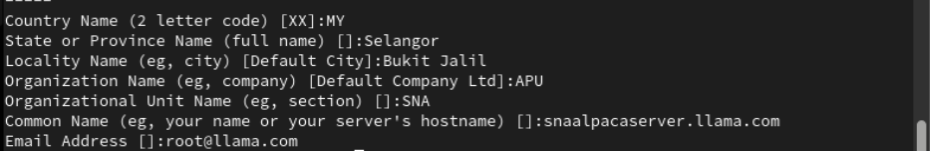 Country Name (2 letter code) [XX]:MY
State or Province Name (full name) []:Selangor
Locality Name (eg, city) [Default City]:Bukit Jalil
Organization Name (eg, company) [Default Company Ltd]:APU
Organizational Unit Name (eg, section) []:SNA
Common Name (eg, your name or your server's hostname) []:snaalpacaserver.llama.com
Email Address []:root@llama.com